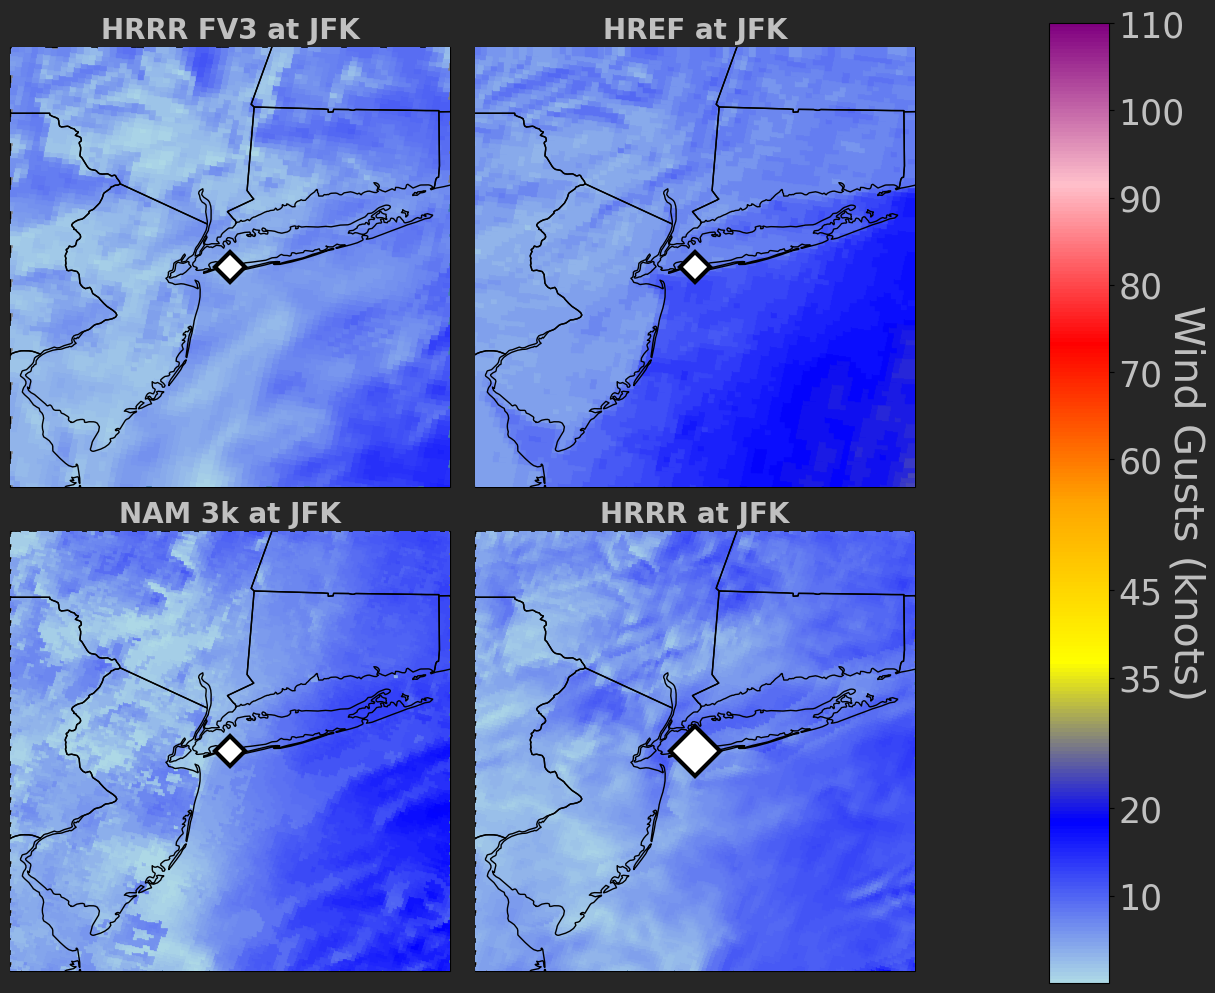 HRRR FV3 at JFK
HREF at JFK
NAM 3k at JFK
HRRR at JFK
110
100
90
80
70
60
45
35
20
10
Wind Gusts (knots)